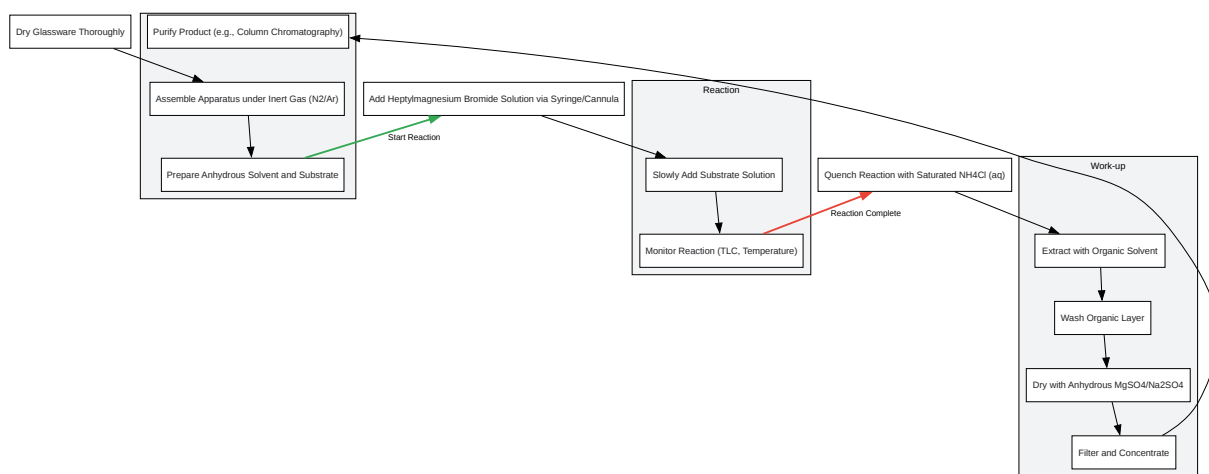 Dry Glassware Thoroughly
Purify Product (e.g., Column Chromatography)
Assemble Apparatus under Inert Gas (N2/Ar)
Prepare Anhydrous Solvent and Substrate
Start Reaction
Add Heptylmagnesium Bromide Solution via Syringe/Cannula
Reaction
Slowly Add Substrate Solution
Monitor Reaction (TLC, Temperature)
Reaction Complete
Quench Reaction with Saturated NH4Cl (aq)
Work-up
Extract with Organic Solvent
Wash Organic Layer
Dry with Anhydrous MgSO4/Na2SO4
Filter and Concentrate